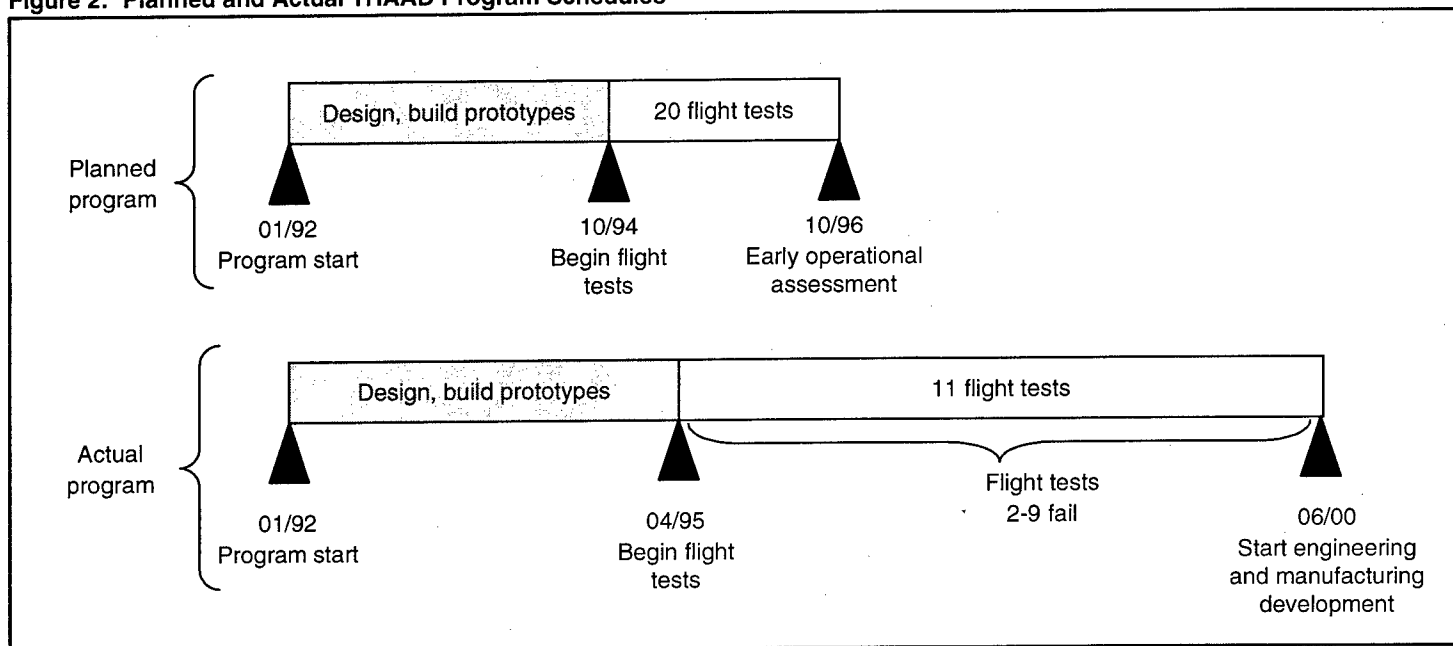 Figure 2: Planned and Actual THAAD Program Schedules
Design, build prototypes
20 flight tests
Planned
program
01/92
Program start
10/94
Begin flight
tests
10/96
Early operational
assessment
Design, build prototypes
11 flight tests
Actual
program
01/92
Program start
04/95
Begin flight
tests
Flight tests
2-9 fail
06/00
Start engineering
and manufacturing
development